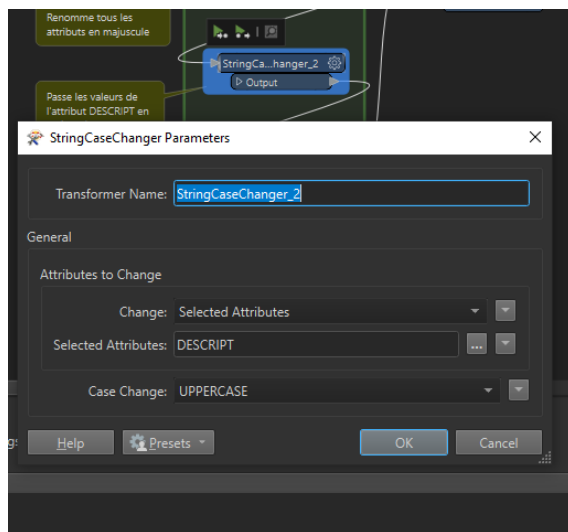 Renomme tous les
attributs en majuscule
StringCa...hanger_2
Output
Passe les valeurs de
l'attribut DESCRIPT en
StringCaseChanger Parameters
Transformer Name: StringCaseChanger_2
General
Attributes to Change
Change: Selected Attributes
Selected Attributes: DESCRIPT
...
Case Change: UPPERCASE
Help
Presets
OK
Cancel